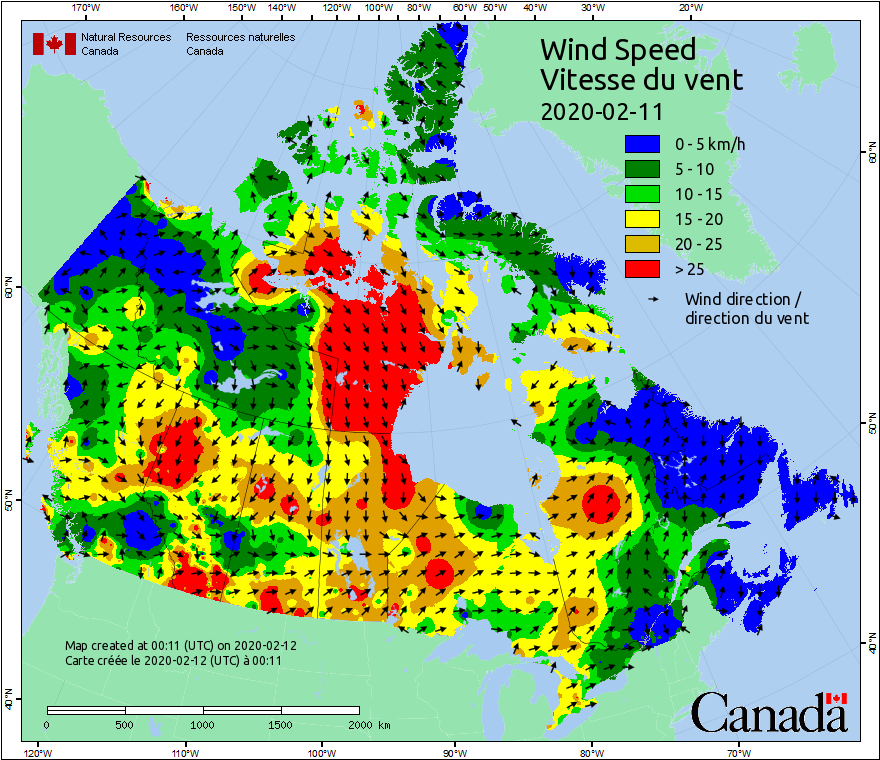 170°W 160°W 150°W 140°W 130°W 120°W 110°W 100°W 90°W 80°W 60°W 50°W 40°W 30°W 20°W
Natural Resources Ressources naturelles
Canada Canada
Wind Speed
Vitesse du vent
2020-02-11
0 - 5 km/h
5 - 10
10 - 15
15 - 20
20 - 25
> 25
Wind direction /
direction du vent
60°N
60°N
50°N
50°N
40°N
40°N
Map created at 00:11 (UTC) on 2020-02-12
Carte créée le 2020-02-12 (UTC) à 00:11
0 500 1000 1500 2000 km
Canada
120°W 110°W 100°W 90°W 80°W 70°W